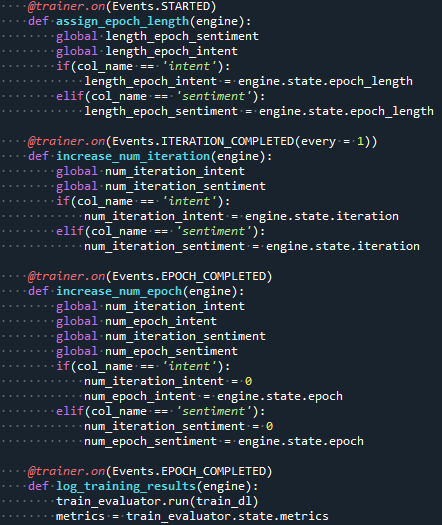 @trainer.on(Events.STARTED)
def assign_epoch_length(engine):
    global length_epoch_sentiment
    global length_epoch_intent
    if(col_name == 'intent'):
        length_epoch_intent = engine.state.epoch_length
    elif(col_name == 'sentiment'):
        length_epoch_sentiment = engine.state.epoch_length

@trainer.on(Events.ITERATION_COMPLETED(every = 1))
def increase_num_iteration(engine):
    global num_iteration_intent
    global num_iteration_sentiment
    if(col_name == 'intent'):
        num_iteration_intent = engine.state.iteration
    elif(col_name == 'sentiment'):
        num_iteration_sentiment = engine.state.iteration

@trainer.on(Events.EPOCH_COMPLETED)
def increase_num_epoch(engine):
    global num_iteration_intent
    global num_epoch_intent
    global num_iteration_sentiment
    global num_epoch_sentiment
    if(col_name == 'intent'):
        num_iteration_intent = 0
        num_epoch_intent = engine.state.epoch
    elif(col_name == 'sentiment'):
        num_iteration_sentiment = 0
        num_epoch_sentiment = engine.state.epoch

@trainer.on(Events.EPOCH_COMPLETED)
def log_training_results(engine):
    train_evaluator.run(train_dl)
    metrics = train_evaluator.state.metrics